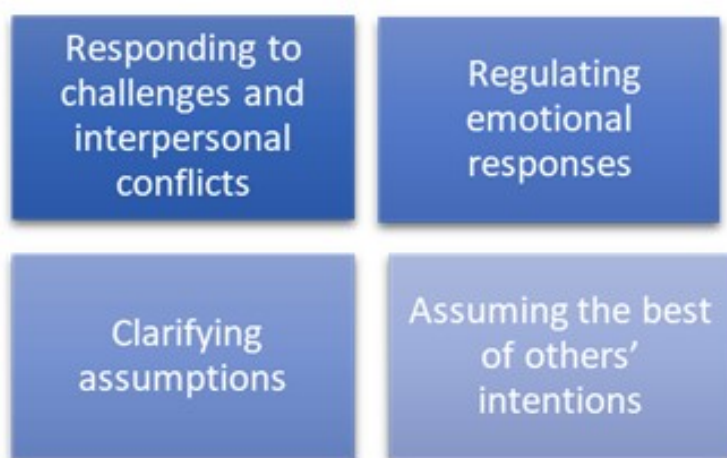 Responding to
challenges and
interpersonal
conflicts
Regulating
emotional
responses
Clarifying
assumptions
Assuming the best
of others’
intentions